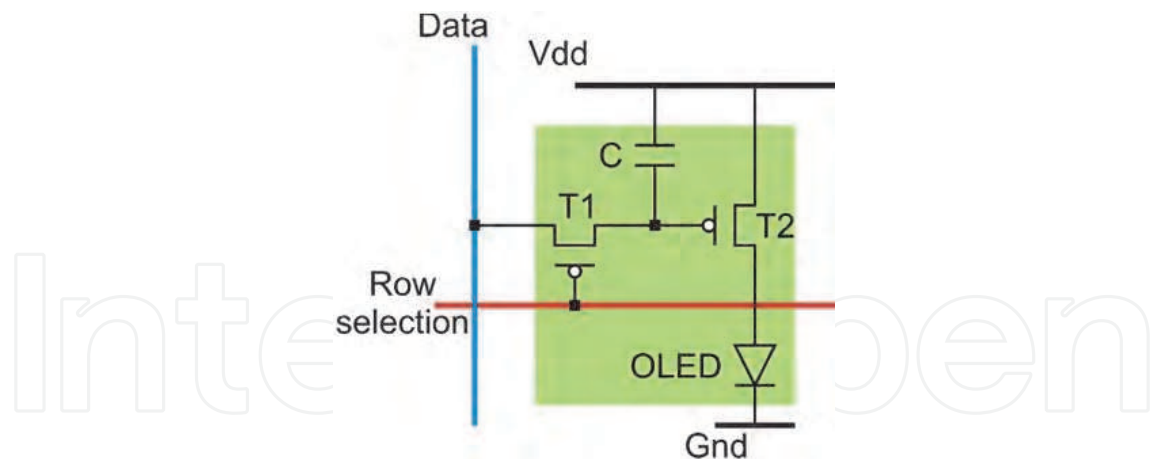 Data
Vdd
C
T1
T2
Row
selection
OLED
Gnd